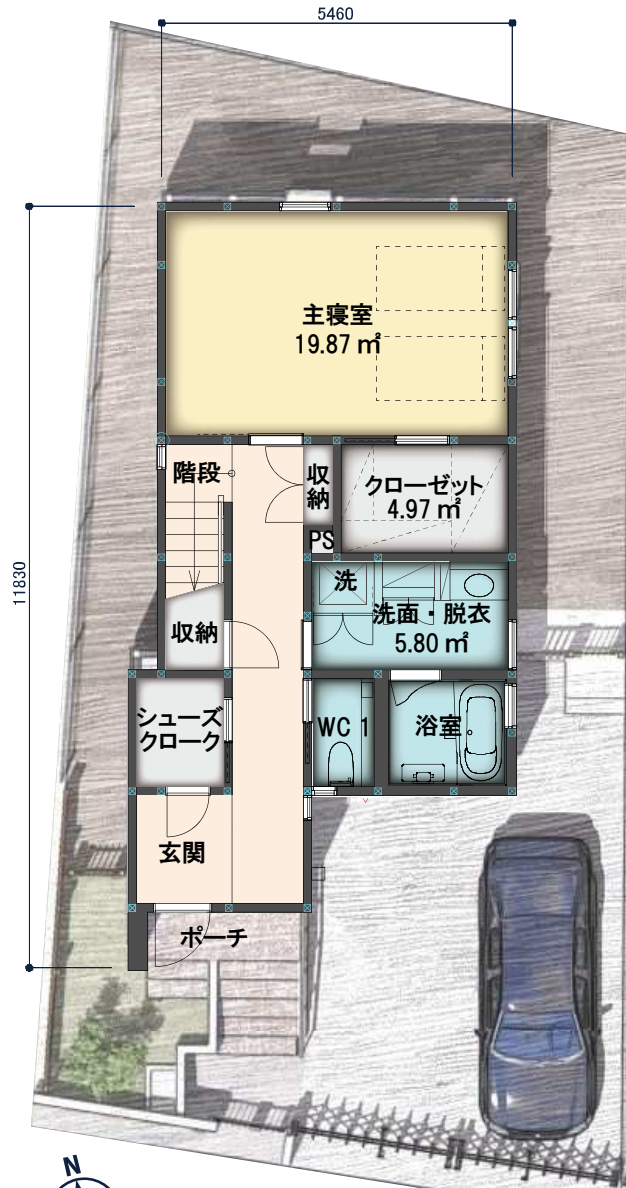 5460
11830
主寝室
19.87 ㎡
階段
収
納
クローゼット
4.97 ㎡
PS
洗
洗面・脱衣
5.80 ㎡
収納
シューズ
クローク
WC 1
浴室
玄関
ポーチ
N